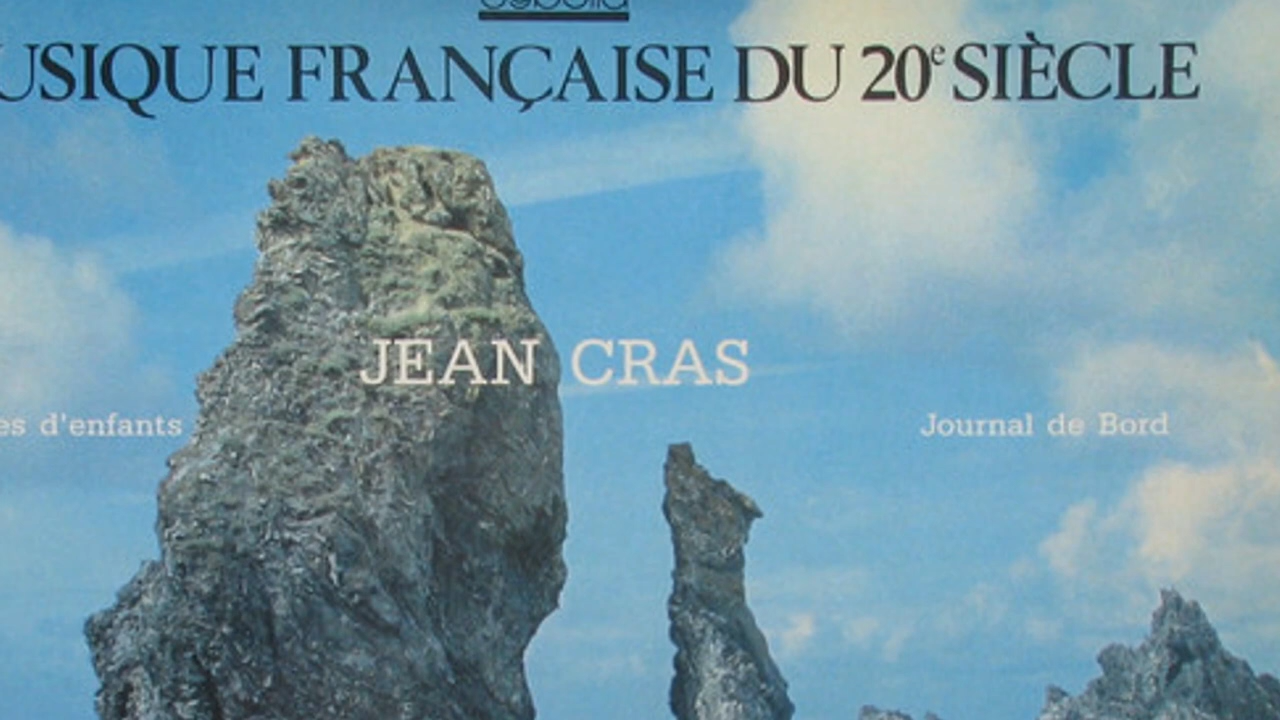 USIQUE FRANÇAISE DU 20e SIÈCLE
JEAN CRAS
es d'enfants
Journal de Bord